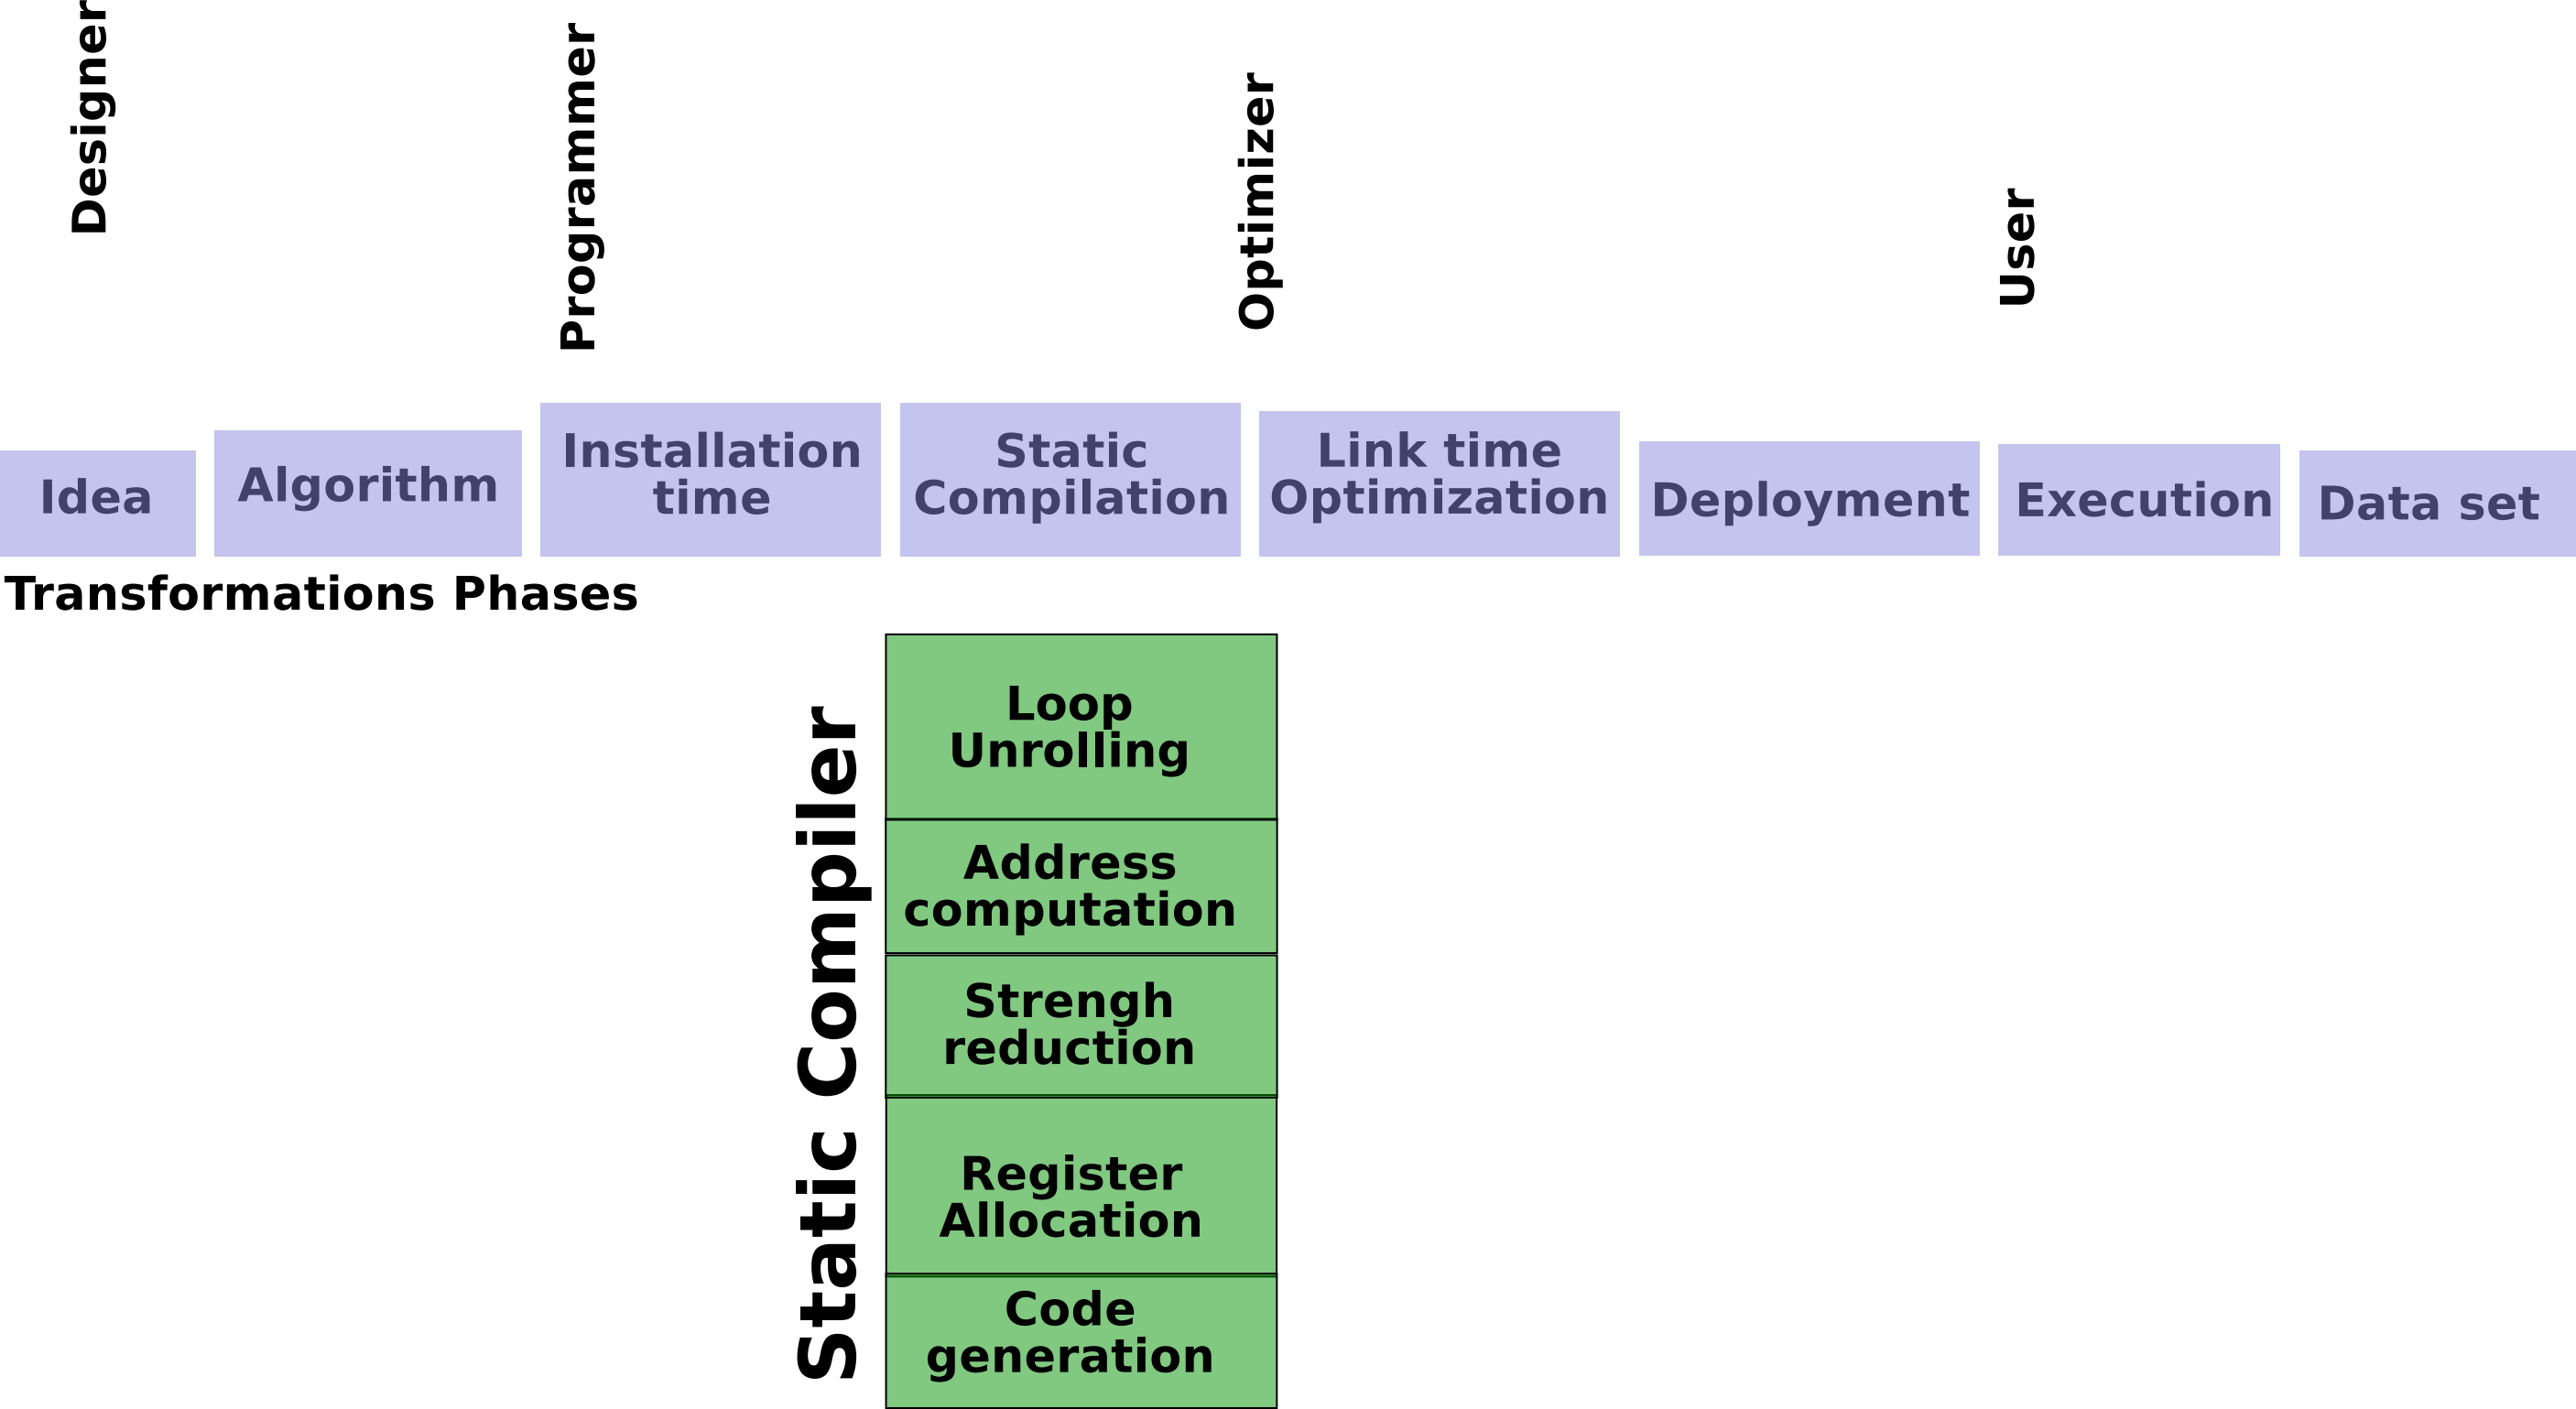 Designer
Programmer
Optimizer
User
Idea
Algorithm
Installation
time
Static
Compilation
Link time
Optimization
Deployment
Execution
Data set
Transformations Phases
Static Compiler
Loop
Unrolling
Address
computation
Strengh
reduction
Register
Allocation
Code
generation